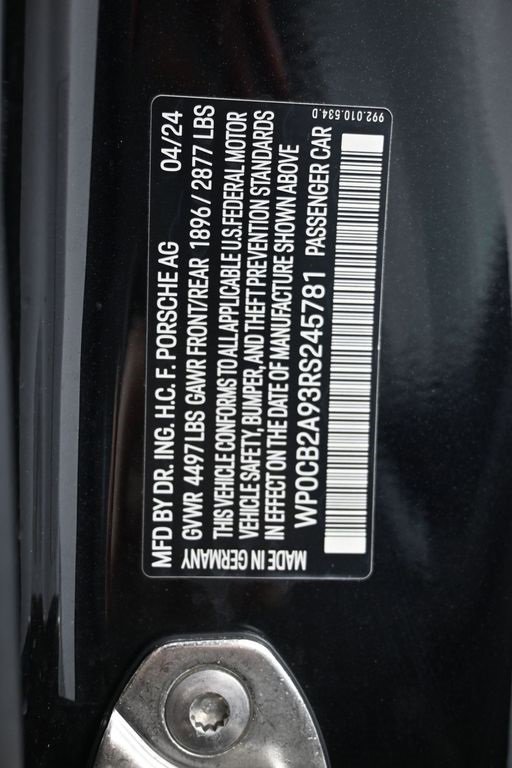 MFD BY DR. ING. H.C. F. PORSCHE AG 04/24
GVWR 4497 LBS GAWR FRONT/REAR 1896 / 2877 LBS
THIS VEHICLE CONFORMS TO ALL APPLICABLE U.S. FEDERAL MOTOR
VEHICLE SAFETY, BUMPER, AND THEFT PREVENTION STANDARDS
IN EFFECT ON THE DATE OF MANUFACTURE SHOWN ABOVE
WP0CB2A93RS245781 PASSENGER CAR
MADE IN GERMANY
992.010.534.D